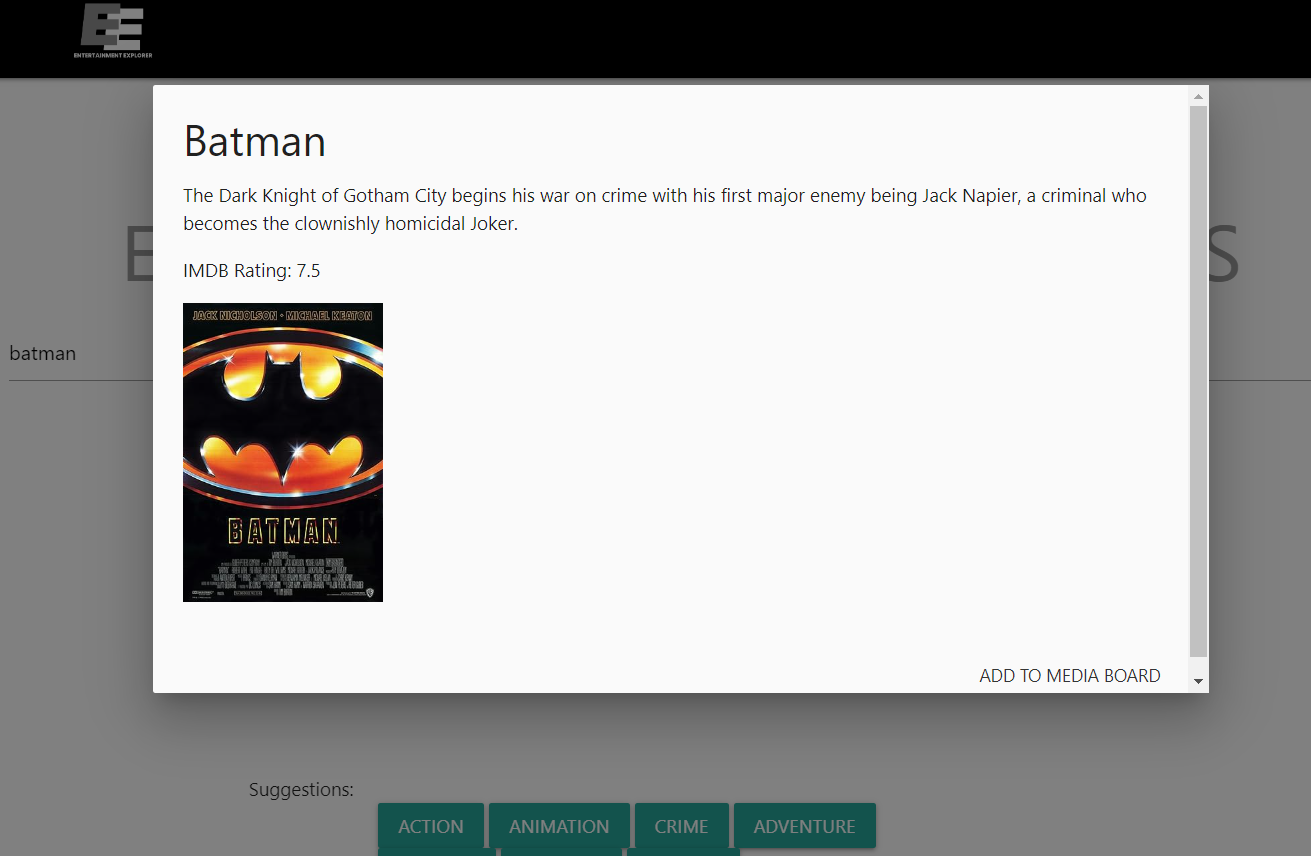 ENTERTAINMENT EXPLORER
Batman
The Dark Knight of Gotham City begins his war on crime with his first major enemy being Jack Napier, a criminal who
becomes the clownishly homicidal Joker.
IMDB Rating: 7.5
batman
JACK NICHOLSON · MICHAEL KEATON
BATMAN
ADD TO MEDIA BOARD
Suggestions:
ACTION ANIMATION CRIME ADVENTURE